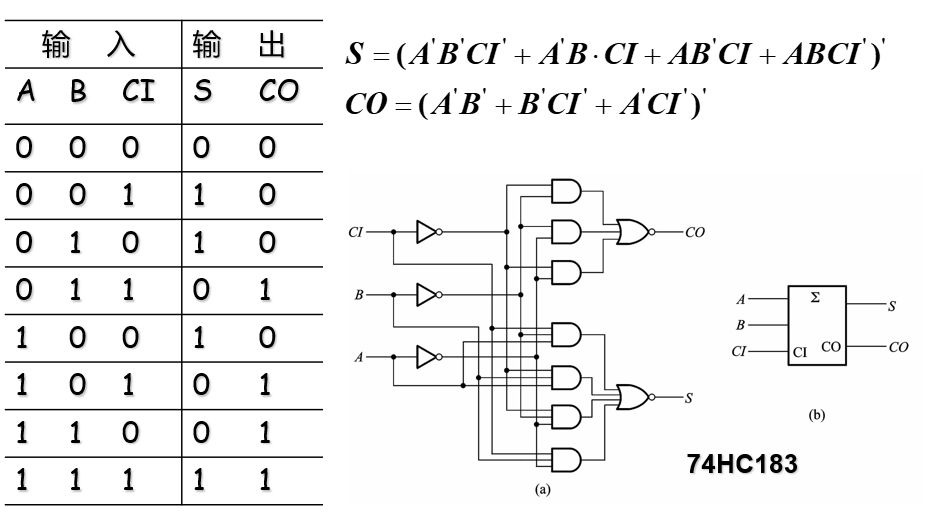 输 入 输 出
A B CI S CO
0 0 0 0 0
0 0 1 1 0
0 1 0 1 0
0 1 1 0 1
1 0 0 1 0
1 0 1 0 1
1 1 0 0 1
1 1 1 1 1
S = (A'B'CI' + A'B·CI + AB'CI + ABCI')'
CO = (A'B' + B'CI' + A'CI')'
CI
CO
B
A
S
(a)
Σ
A
S
B
CI
CI CO
CO
(b)
74HC183